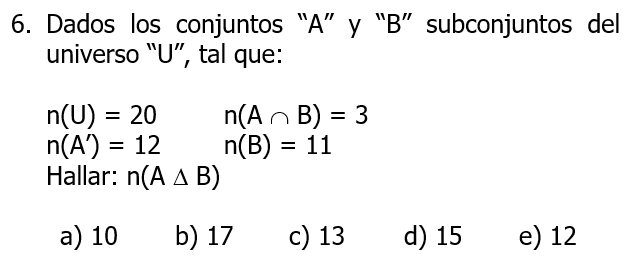 6. Dados los conjuntos “A” y “B” subconjuntos del
universo “U”, tal que:
n(U) = 20 n(A ∩ B) = 3
n(A’) = 12 n(B) = 11
Hallar: n(A Δ B)
a) 10 b) 17 c) 13 d) 15 e) 12